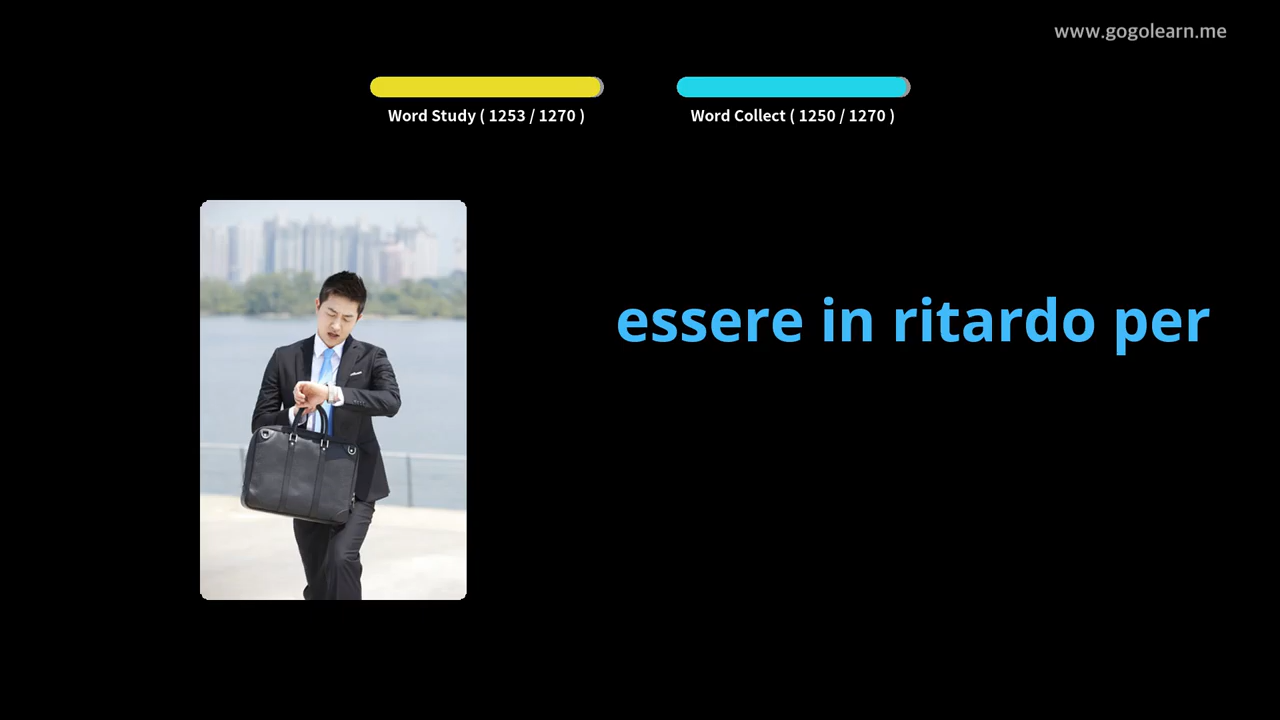 www.gogolearn.me
Word Study ( 1253 / 1270 )
Word Collect ( 1250 / 1270 )
essere in ritardo per